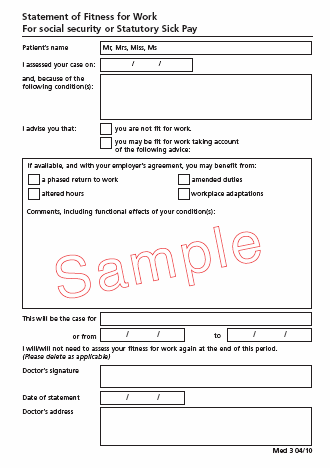 Statement of Fitness for Work
For social security or Statutory Sick Pay
Patient's name
Mr, Mrs, Miss, Ms
I assessed your case on:
/ /
and, because of the
following condition(s):
I advise you that:
you are not fit for work.
you may be fit for work taking account
of the following advice:
If available, and with your employer's agreement, you may benefit from:
a phased return to work
amended duties
altered hours
workplace adaptations
Comments, including functional effects of your condition(s):
Sample
This will be the case for
or from / / to / /
I will/will not need to assess your fitness for work again at the end of this period.
(Please delete as applicable)
Doctor's signature
Date of statement
/ /
Doctor's address
Med 3 04/10